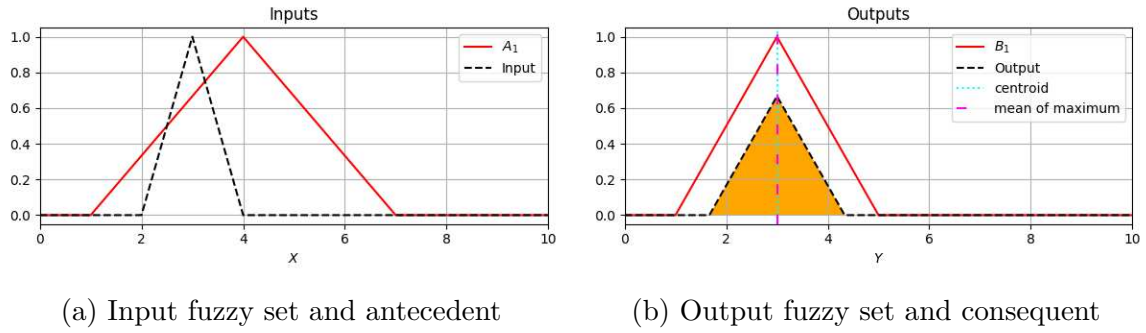 Inputs
1.0
0.8
0.6
0.4
0.2
0.0
0 2 4 6 8 10
X
A₁
Input
(a) Input fuzzy set and antecedent
Outputs
1.0
0.8
0.6
0.4
0.2
0.0
0 2 4 6 8 10
Y
B₁
Output
centroid
mean of maximum
(b) Output fuzzy set and consequent